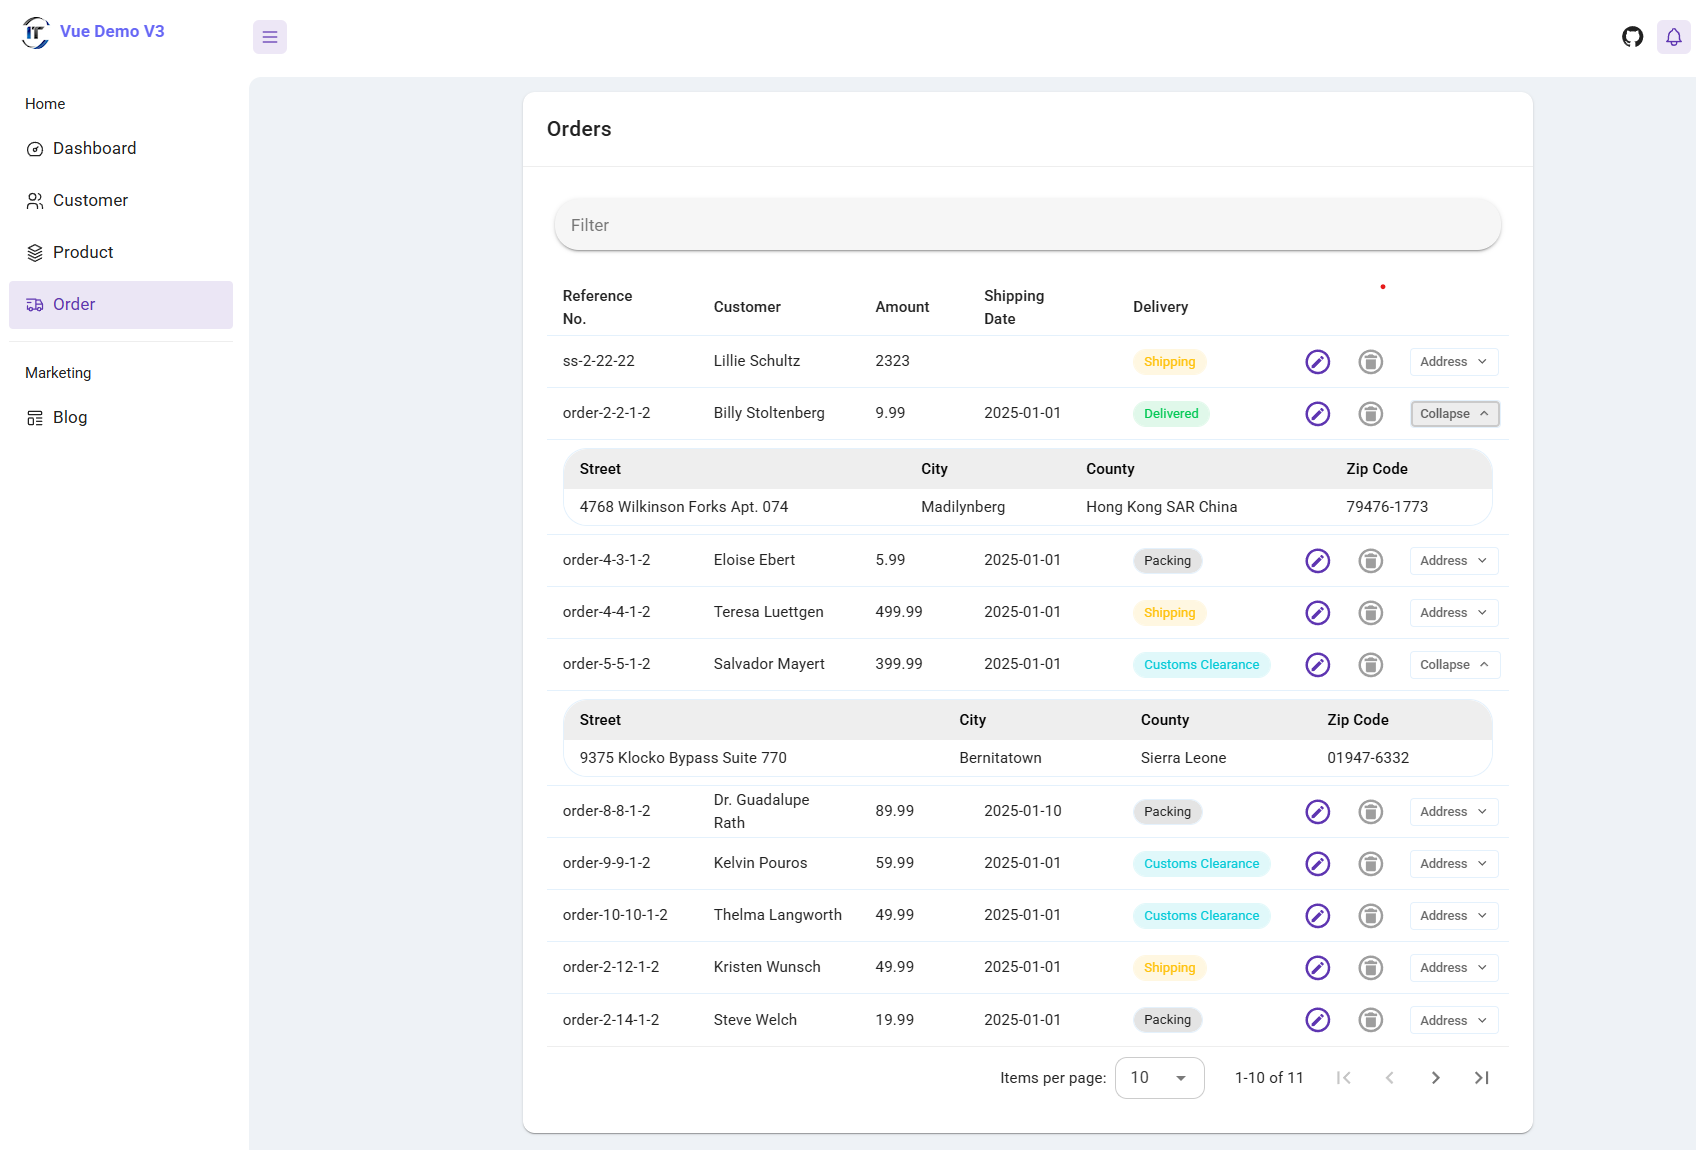 IT
Vue Demo V3
Home
Dashboard
Customer
Product
Order
Marketing
Blog
Orders
Filter
Reference No. Customer Amount Shipping Date Delivery
ss-2-22-22 Lillie Schultz 2323 Shipping Address
order-2-2-1-2 Billy Stoltenberg 9.99 2025-01-01 Delivered Collapse
Street City County Zip Code
4768 Wilkinson Forks Apt. 074 Madilynberg Hong Kong SAR China 79476-1773
order-4-3-1-2 Eloise Ebert 5.99 2025-01-01 Packing Address
order-4-4-1-2 Teresa Luettgen 499.99 2025-01-01 Shipping Address
order-5-5-1-2 Salvador Mayert 399.99 2025-01-01 Customs Clearance Collapse
Street City County Zip Code
9375 Klocko Bypass Suite 770 Bernitatown Sierra Leone 01947-6332
order-8-8-1-2 Dr. Guadalupe Rath 89.99 2025-01-10 Packing Address
order-9-9-1-2 Kelvin Pouros 59.99 2025-01-01 Customs Clearance Address
order-10-10-1-2 Thelma Langworth 49.99 2025-01-01 Customs Clearance Address
order-2-12-1-2 Kristen Wunsch 49.99 2025-01-01 Shipping Address
order-2-14-1-2 Steve Welch 19.99 2025-01-01 Packing Address
Items per page: 10 1-10 of 11